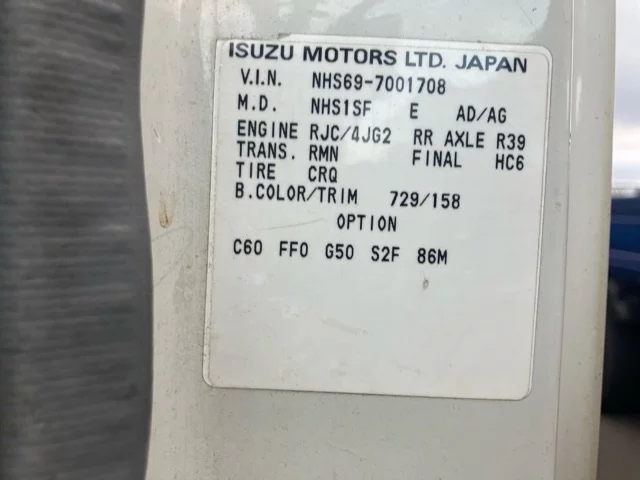 ISUZU MOTORS LTD. JAPAN
V.I.N. NHS69-7001708
M.D. NHS1SF E AD/AG
ENGINE RJC/4JG2 RR AXLE R39
TRANS. RMN FINAL HC6
TIRE CRQ
B.COLOR/TRIM 729/158
OPTION
C60 FF0 G50 S2F 86M